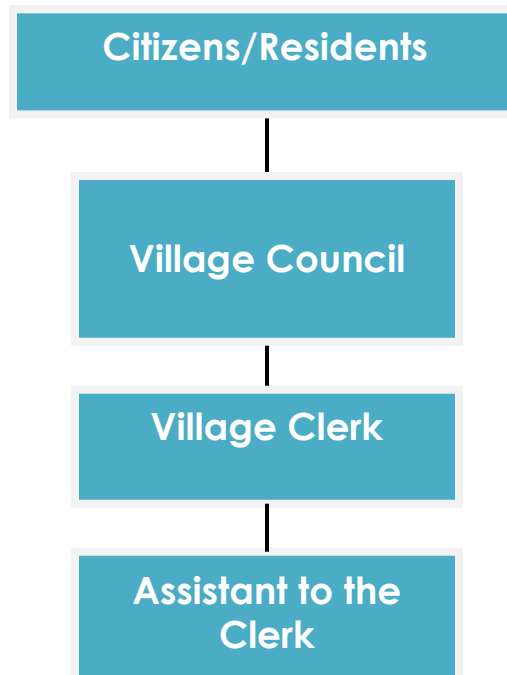 Citizens/Residents
Village Council
Village Clerk
Assistant to the
Clerk